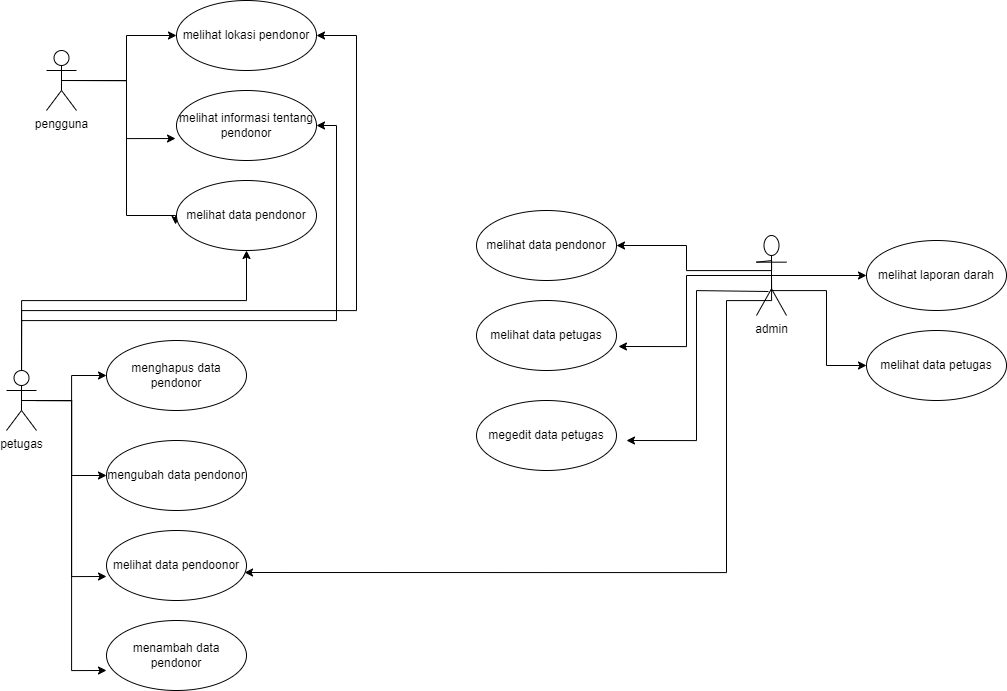 melihat lokasi pendonor
pengguna
melihat informasi tentang
pendonor
melihat data pendonor
melihat data pendonor
melihat laporan darah
admin
melihat data petugas
melihat data petugas
menghapus data
pendonor
petugas
megedit data petugas
mengubah data pendonor
melihat data pendoonor
menambah data
pendonor